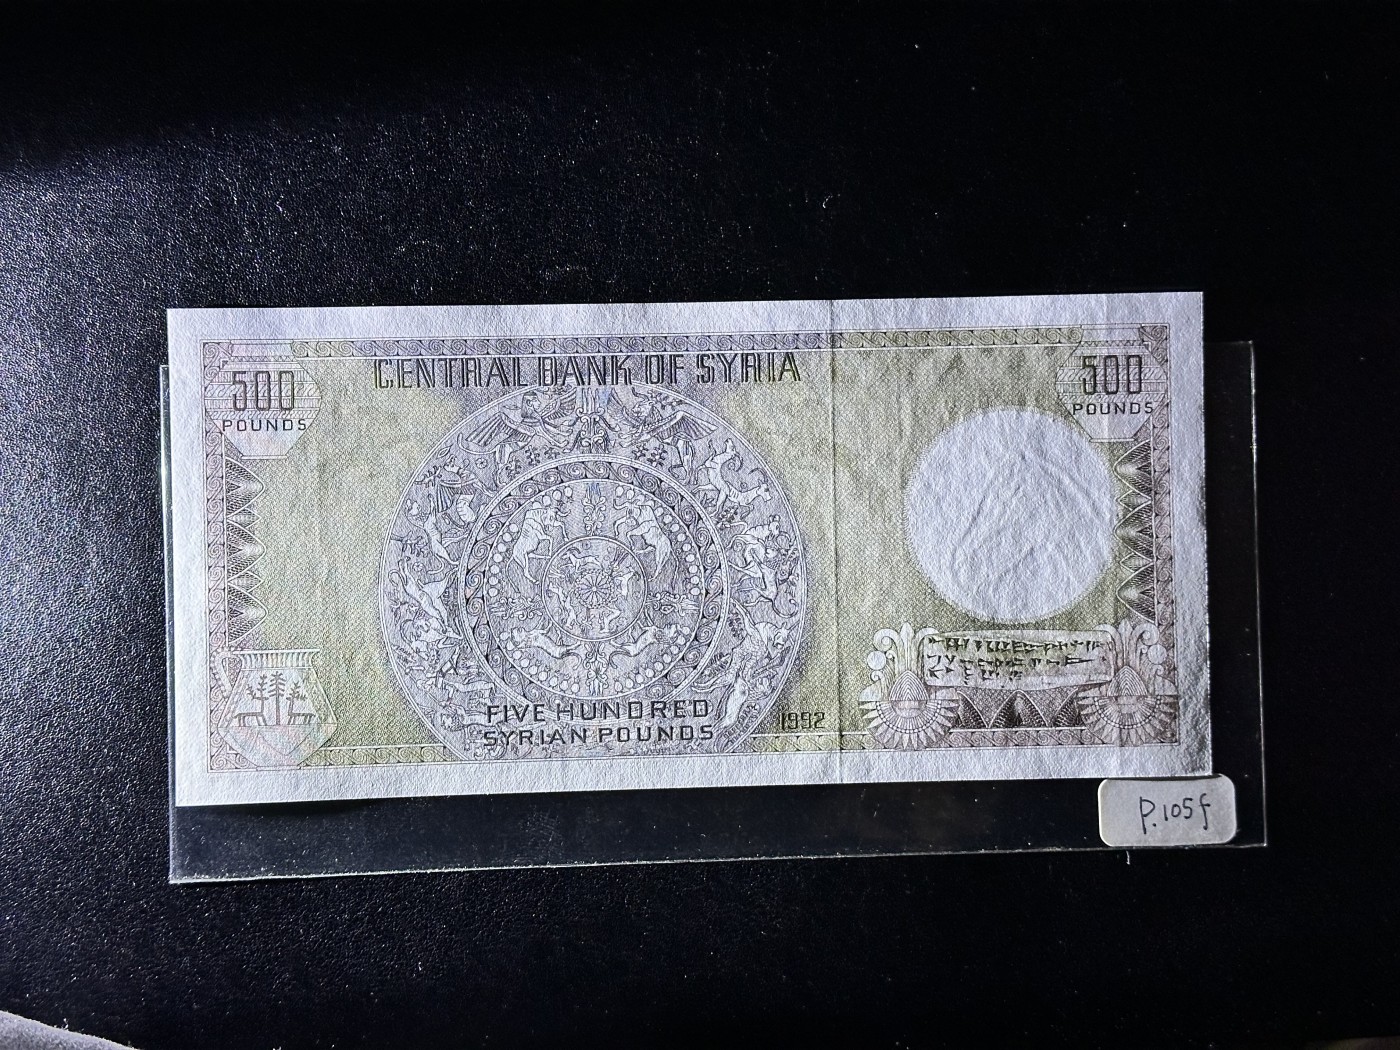 CENTRAL BANK OF SYRIA
500
POUNDS
500
POUNDS
FIVE HUNDRED
SYRIAN POUNDS
1992
P.105f